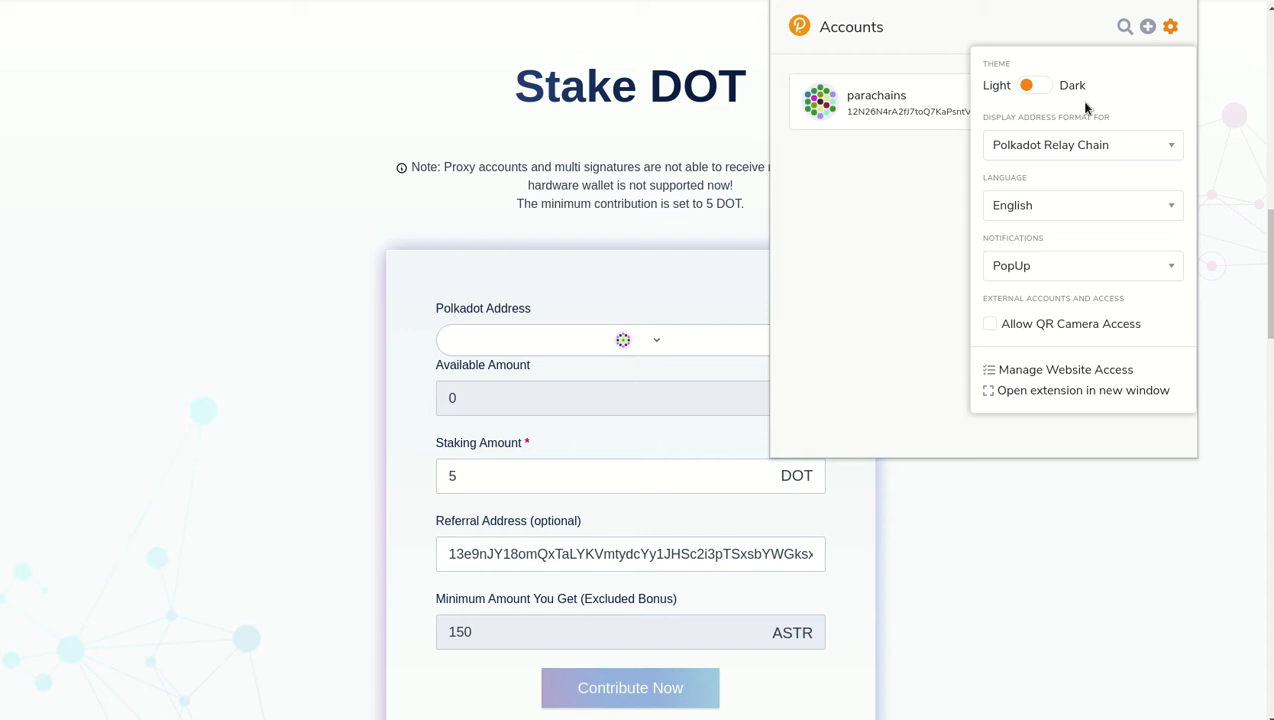 Stake DOT
Note: Proxy accounts and multi signatures are not able to receive
hardware wallet is not supported now!
The minimum contribution is set to 5 DOT.
Polkadot Address
Available Amount
0
Staking Amount *
5 DOT
Referral Address (optional)
13e9nJY18omQxTaLYKVmtydcYy1JHSc2i3pTSxsbYWGksx
Minimum Amount You Get (Excluded Bonus)
150 ASTR
Contribute Now
Accounts
parachains
12N26N4rA2fJ7toQ7KaPsntV
THEME
Light Dark
DISPLAY ADDRESS FORMAT FOR
Polkadot Relay Chain
LANGUAGE
English
NOTIFICATIONS
PopUp
EXTERNAL ACCOUNTS AND ACCESS
Allow QR Camera Access
Manage Website Access
Open extension in new window